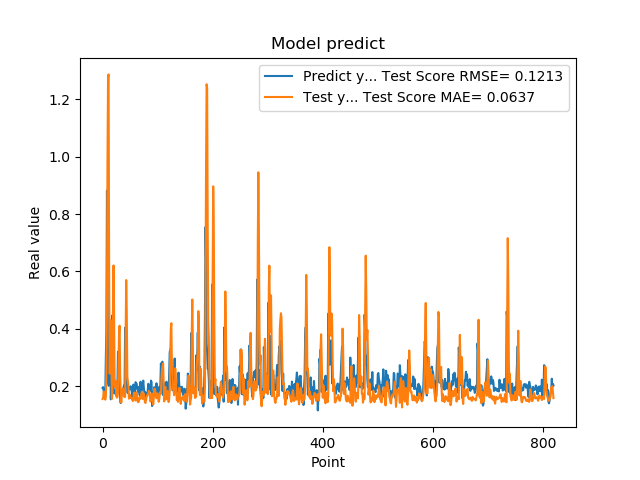 Model predict
Predict y... Test Score RMSE= 0.1213
Test y... Test Score MAE= 0.0637
1.2
1.0
0.8
0.6
0.4
0.2
Real value
0 200 400 600 800
Point